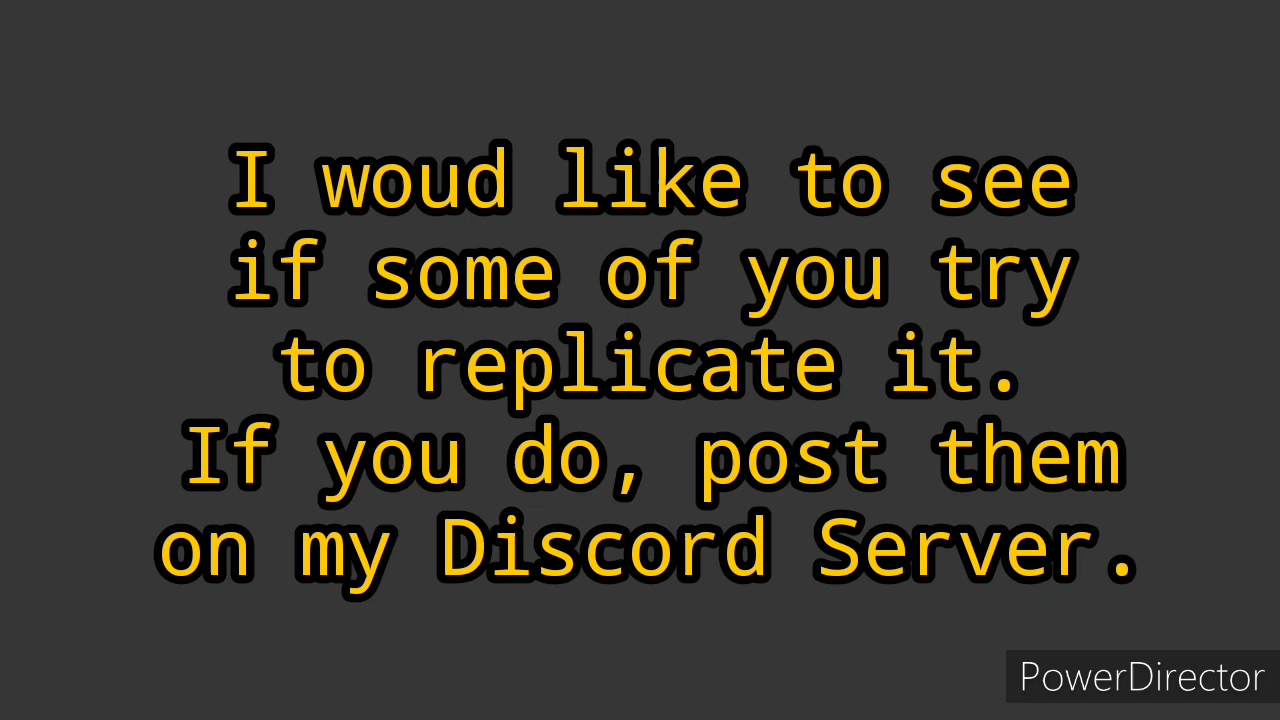 I woud like to see
if some of you try
to replicate it.
If you do, post them
on my Discord Server.
PowerDirector